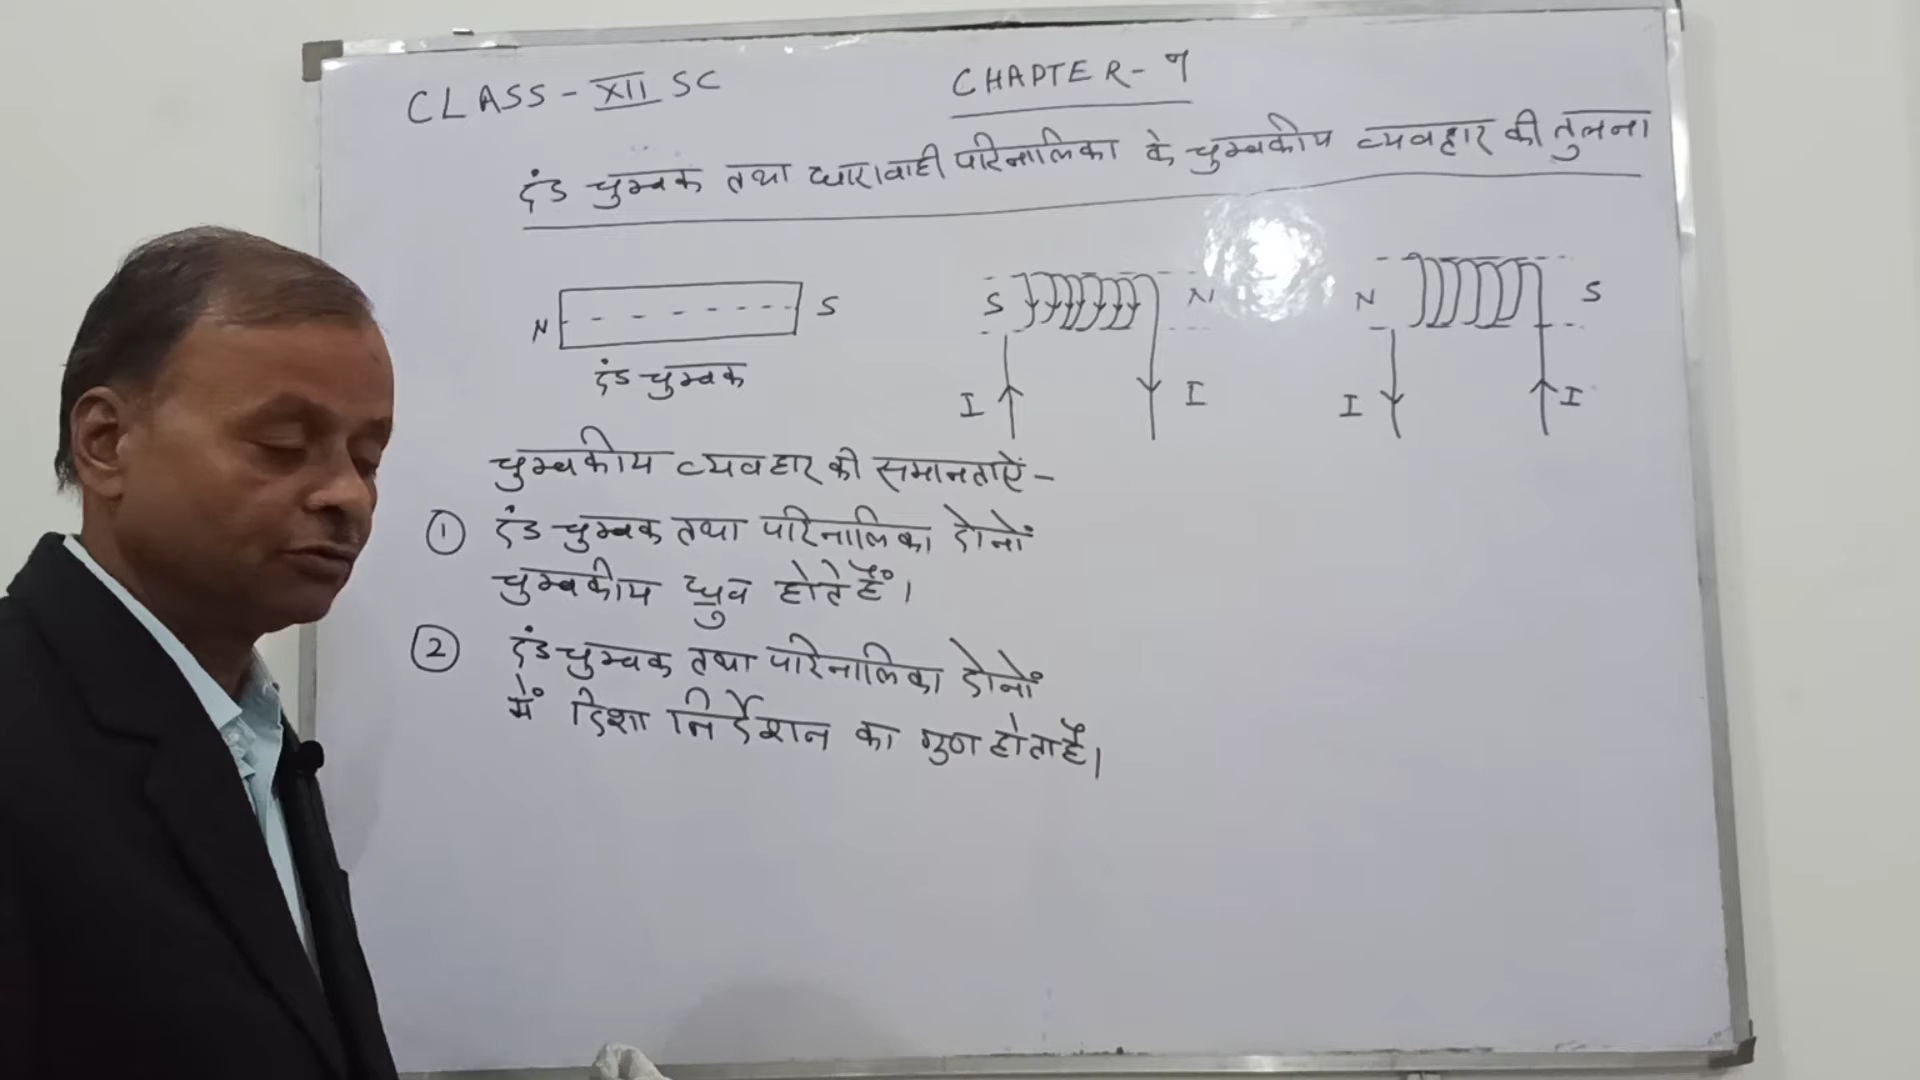 CLASS - XII SC
CHAPTER - 7
दंड चुम्बक तथा धारावाही परिनालिका के चुम्बकीय व्यवहार की तुलना
N S S N N S
दंड चुम्बक
I I I I
चुम्बकीय व्यवहार की समानताऐं -
① दंड चुम्बक तथा परिनालिका दोनों
चुम्बकीय ध्रुव होते हैं।
② दंड चुम्बक तथा परिनालिका दोनों
में दिशा निर्देशन का गुण होता है।